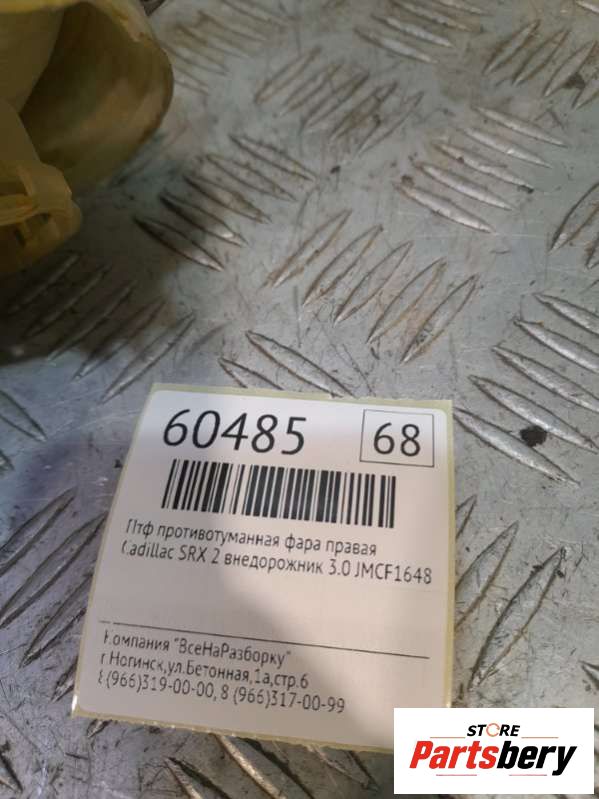 60485 68
Птф противотуманная фара правая
Cadillac SRX 2 внедорожник 3.0 JMCF1648
Компания "ВсеНаРазборку"
г.Ногинск,ул.Бетонная,1а,стр.6
8 (966)319-00-00, 8 (966)317-00-99
STORE
Partsbery